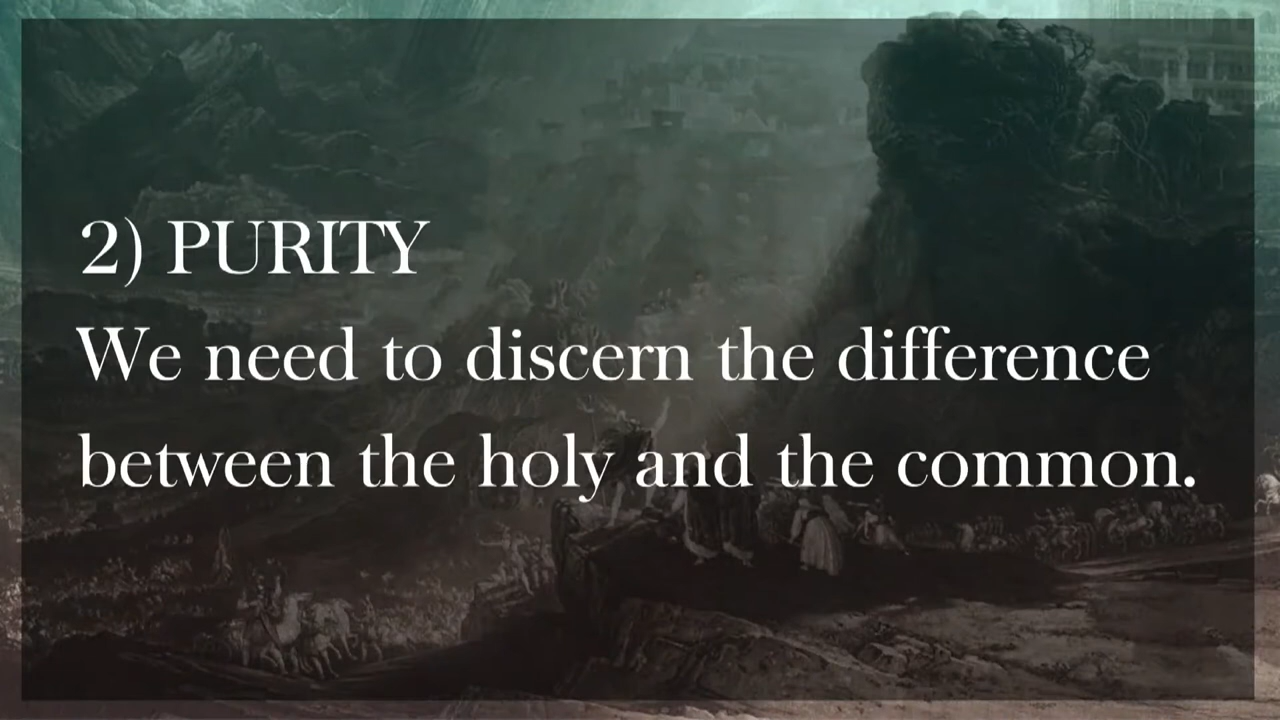 2) PURITY
We need to discern the difference
between the holy and the common.